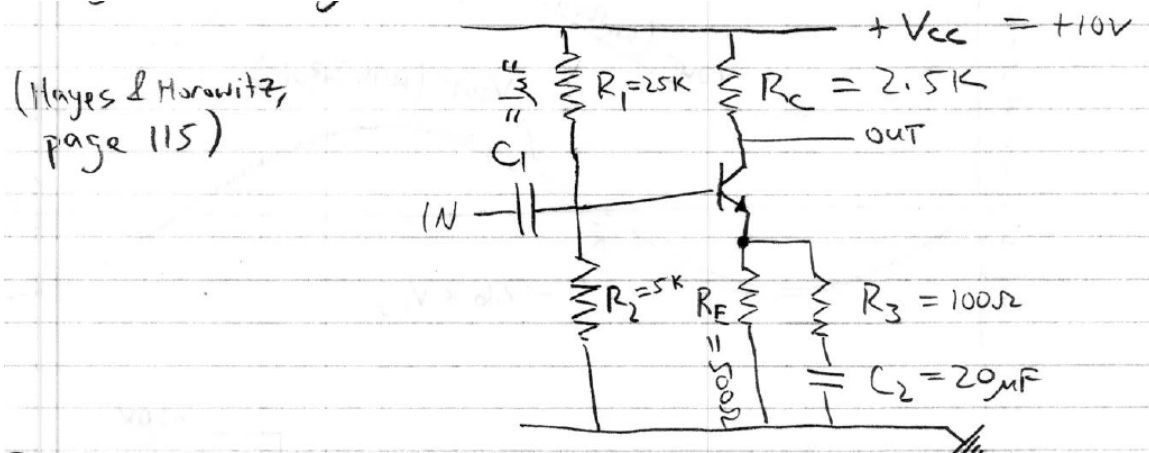 + Vcc = +10V
(Hayes & Horowitz,
page 115)
R1=25K
RC = 2.5K
OUT
C1
IN
R2=5K
RE = 500Ω
R3 = 100Ω
C2 = 20μF